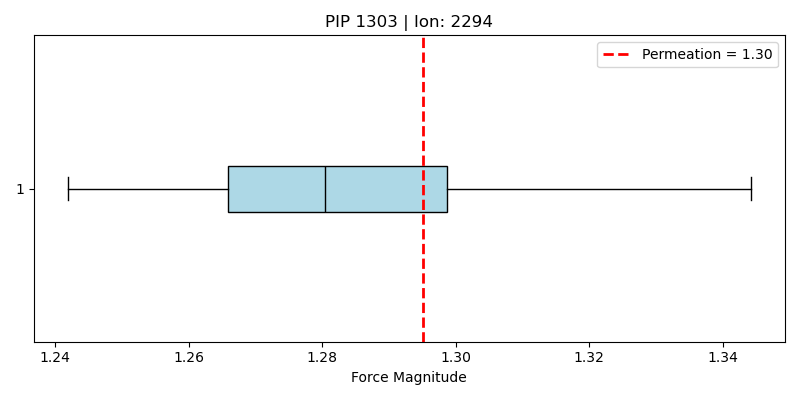 PIP 1303 | Ion: 2294
Permeation = 1.30
1
1.24 1.26 1.28 1.30 1.32 1.34
Force Magnitude